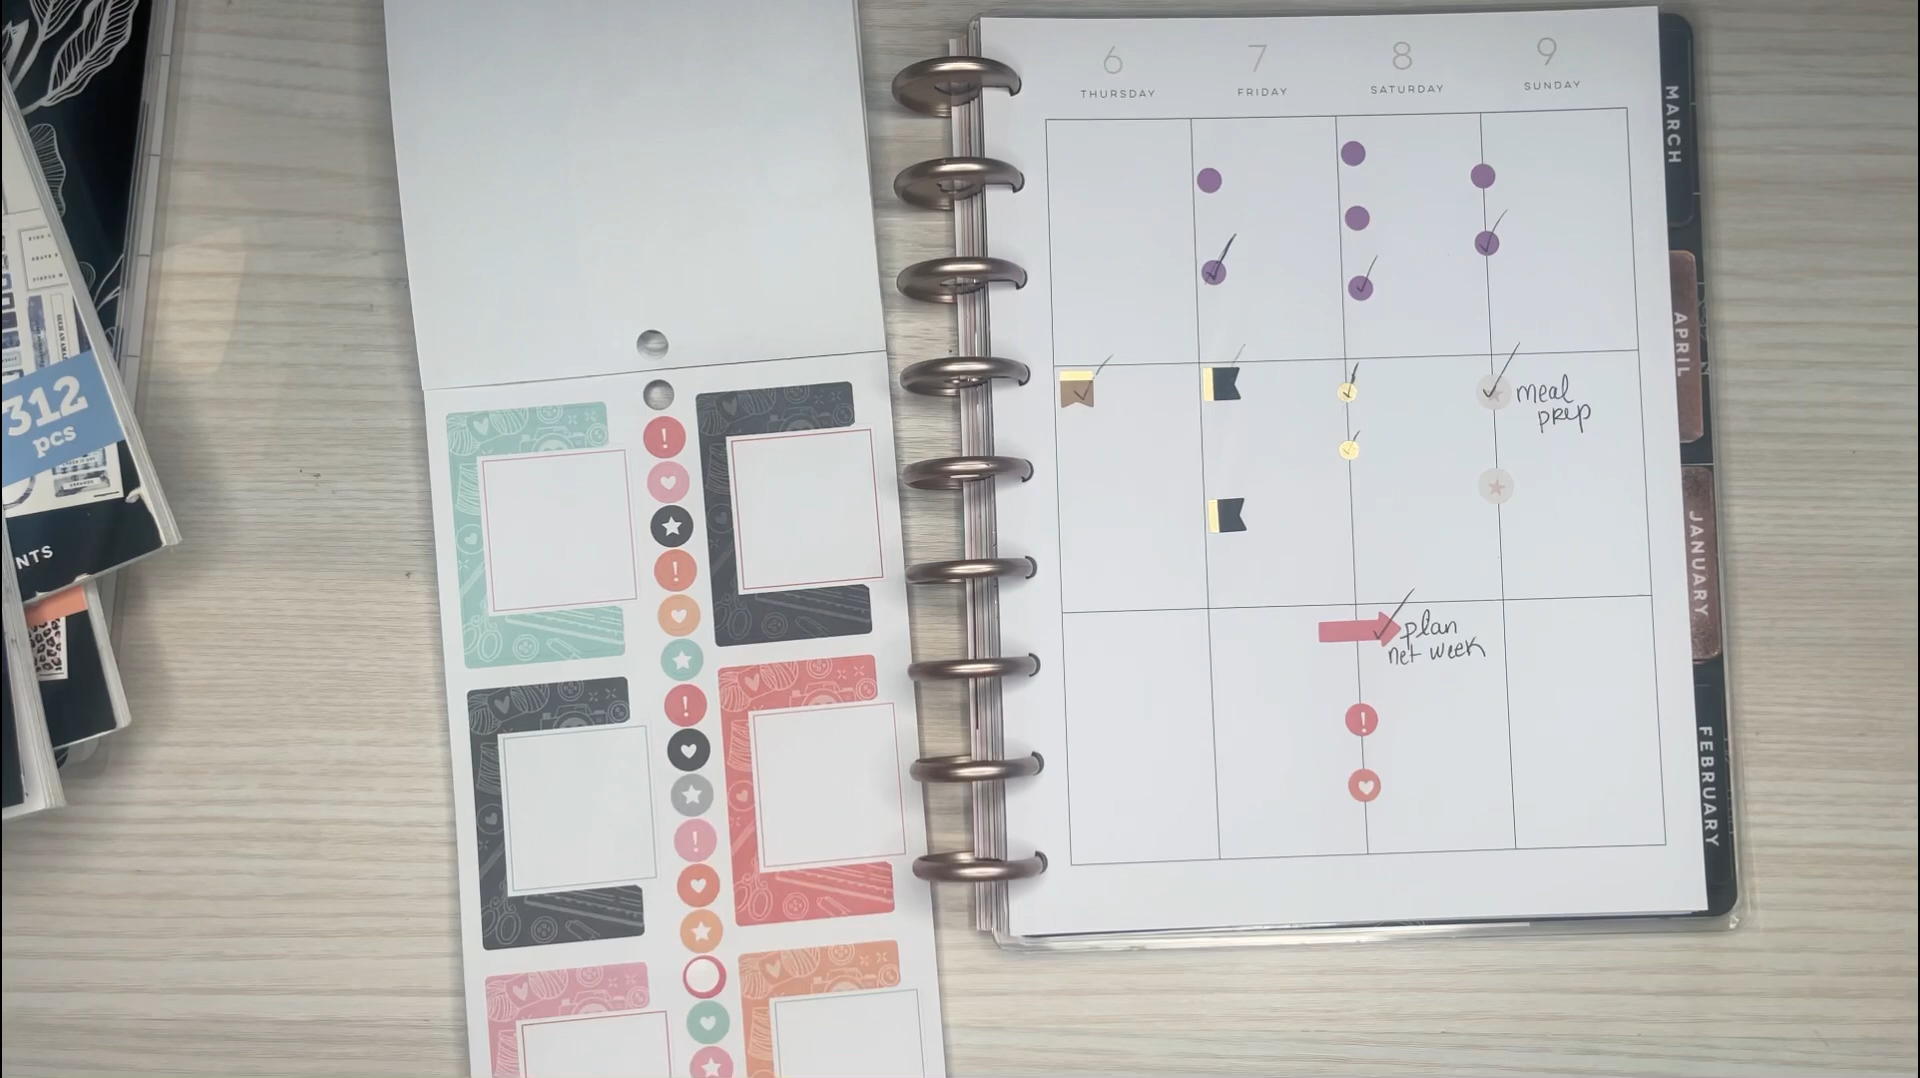 6
7
8
9
THURSDAY
FRIDAY
SATURDAY
SUNDAY
MARCH
APRIL
JANUARY
FEBRUARY
meal
prep
plan
net week
312
pcs
NTS